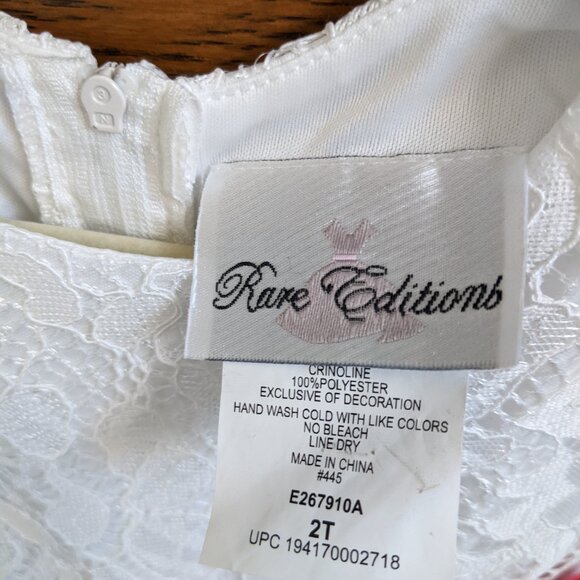 Rare Editions
CRINOLINE
100%POLYESTER
EXCLUSIVE OF DECORATION
HAND WASH COLD WITH LIKE COLORS
NO BLEACH
LINE DRY
MADE IN CHINA
#445
E267910A
2T
UPC 194170002718